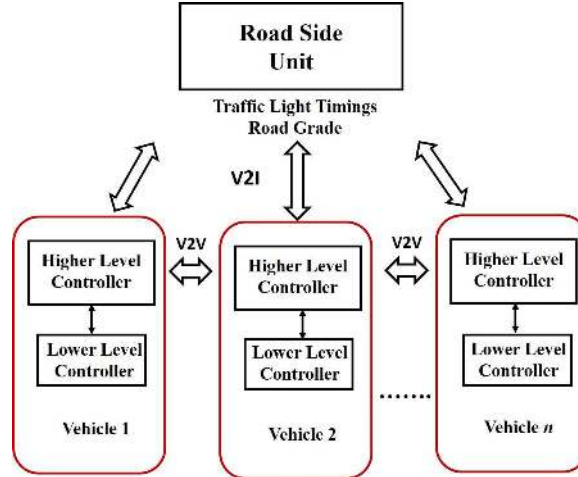 Road Side
Unit
Traffic Light Timings
Road Grade
V2I
V2V
V2V
Higher Level
Controller
Lower Level
Controller
Vehicle 1
Higher Level
Controller
Lower Level
Controller
Vehicle 2
........
Higher Level
Controller
Lower Level
Controller
Vehicle n